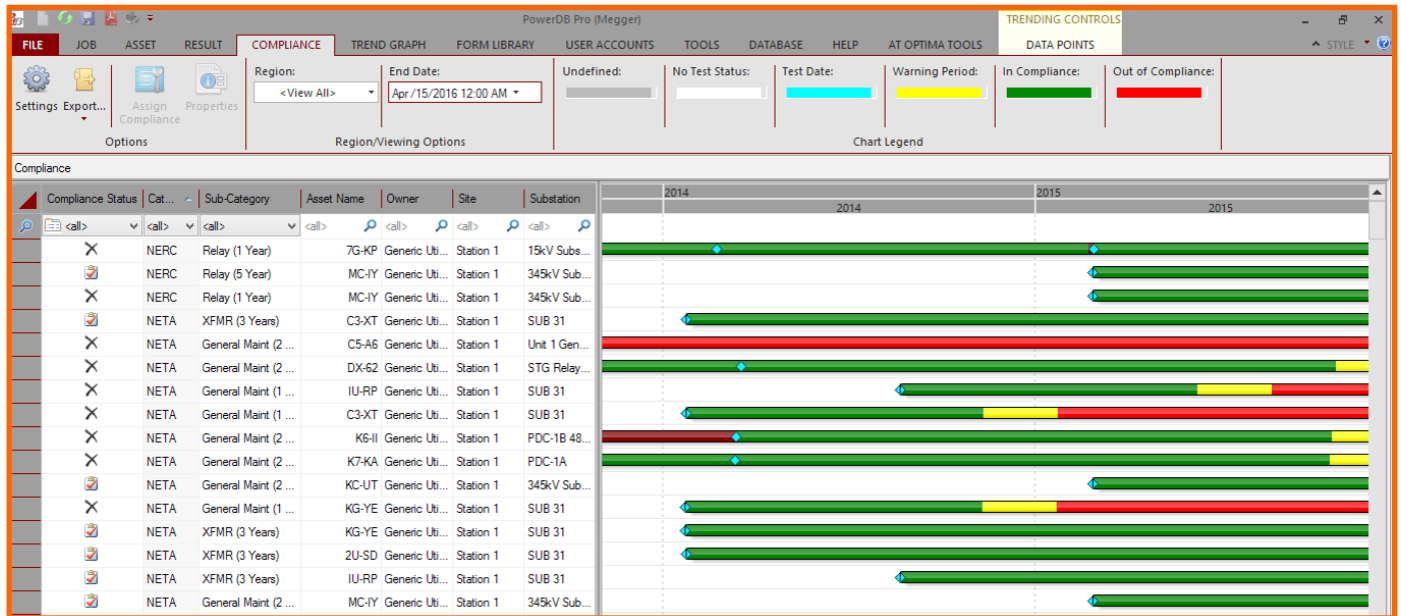 PowerDB Pro (Megger)
TRENDING CONTROLS
FILE JOB ASSET RESULT COMPLIANCE TREND GRAPH FORM LIBRARY USER ACCOUNTS TOOLS DATABASE HELP AT OPTIMA TOOLS DATA POINTS STYLE
Region: End Date: Undefined: No Test Status: Test Date: Warning Period: In Compliance: Out of Compliance:
<View All> Apr/15/2016 12:00 AM
Settings Export... Assign Compliance Properties
Options Region/Viewing Options Chart Legend
Compliance
Compliance Status Cat... Sub-Category Asset Name Owner Site Substation 2014 2015
2014 2015
<all> <all> <all> <all> <all> <all> <all>
NERC Relay (1 Year) 7G-KP Generic Uti... Station 1 15kV Subs...
NERC Relay (5 Year) MC-IY Generic Uti... Station 1 345kV Sub...
NERC Relay (1 Year) MC-IY Generic Uti... Station 1 345kV Sub...
NETA XFMR (3 Years) C3-XT Generic Uti... Station 1 SUB 31
NETA General Maint (2 ... C5-A6 Generic Uti... Station 1 Unit 1 Gen...
NETA General Maint (2 ... DX-62 Generic Uti... Station 1 STG Relay...
NETA General Maint (1 ... IU-RP Generic Uti... Station 1 SUB 31
NETA General Maint (1 ... C3-XT Generic Uti... Station 1 SUB 31
NETA General Maint (2 ... K6-II Generic Uti... Station 1 PDC-1B 48...
NETA General Maint (2 ... K7-KA Generic Uti... Station 1 PDC-1A
NETA General Maint (2 ... KC-UT Generic Uti... Station 1 345kV Sub...
NETA General Maint (1 ... KG-YE Generic Uti... Station 1 SUB 31
NETA XFMR (3 Years) KG-YE Generic Uti... Station 1 SUB 31
NETA XFMR (3 Years) 2U-SD Generic Uti... Station 1 SUB 31
NETA XFMR (3 Years) IU-RP Generic Uti... Station 1 SUB 31
NETA General Maint (2 ... MC-IY Generic Uti... Station 1 345kV Sub...